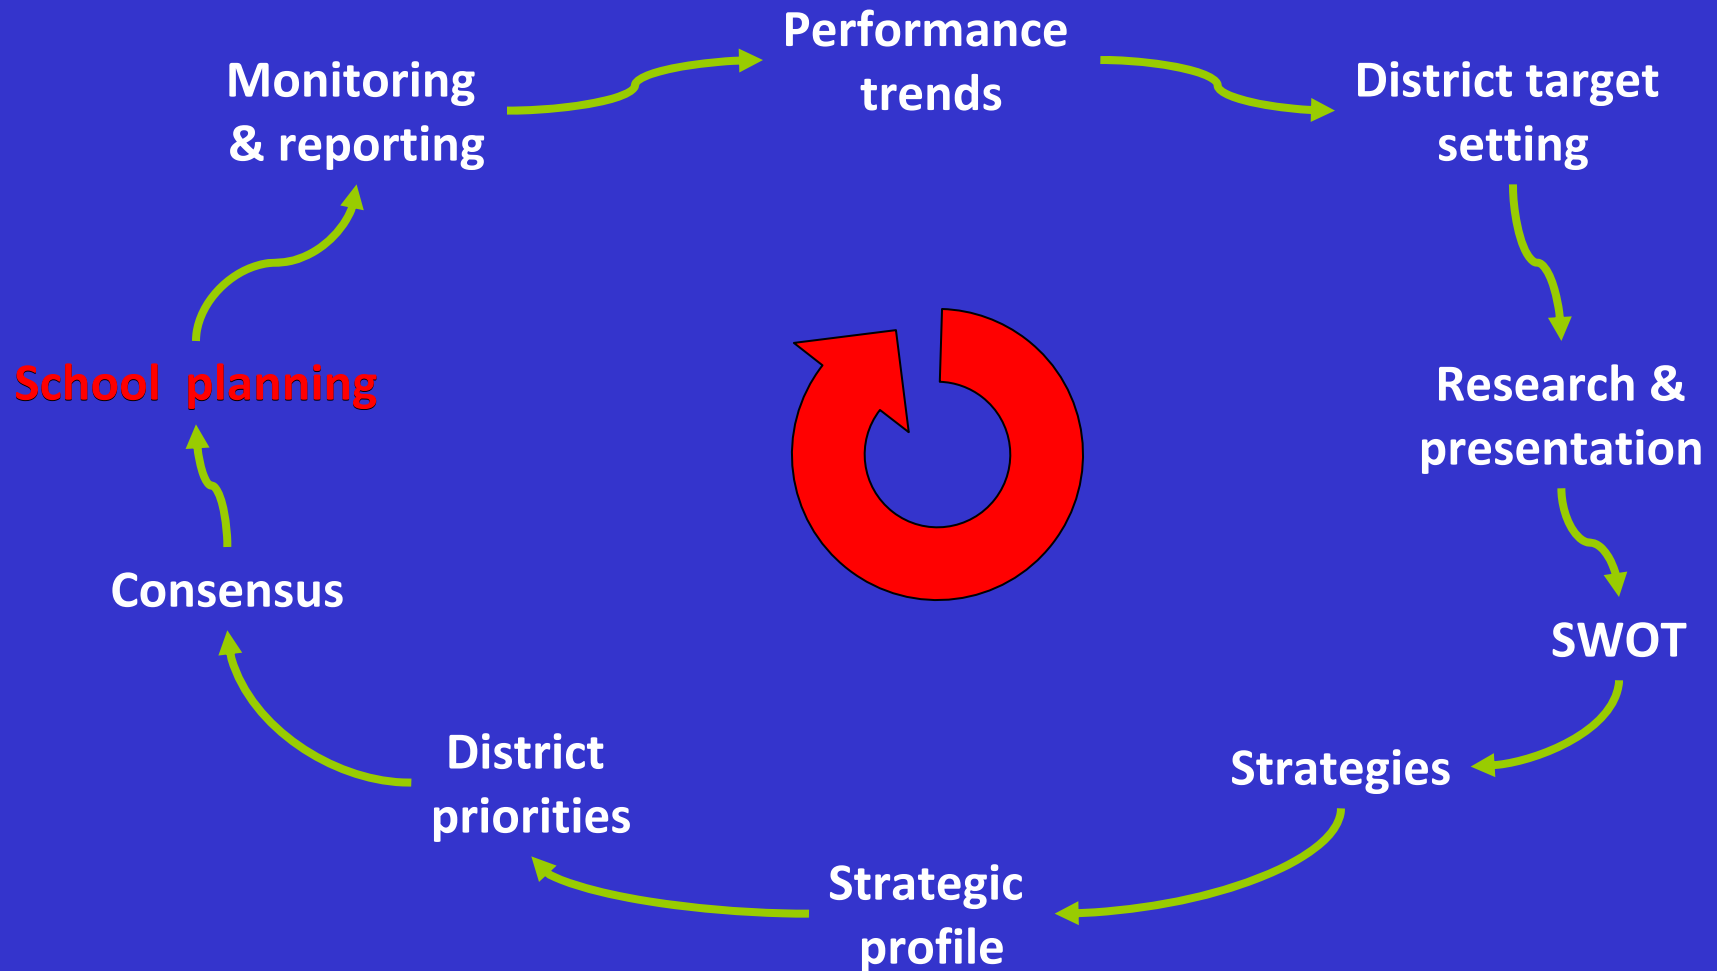 Performance
trends
District target
setting
Research &
presentation
SWOT
Strategies
Strategic
profile
District
priorities
Consensus
School planning
Monitoring
& reporting